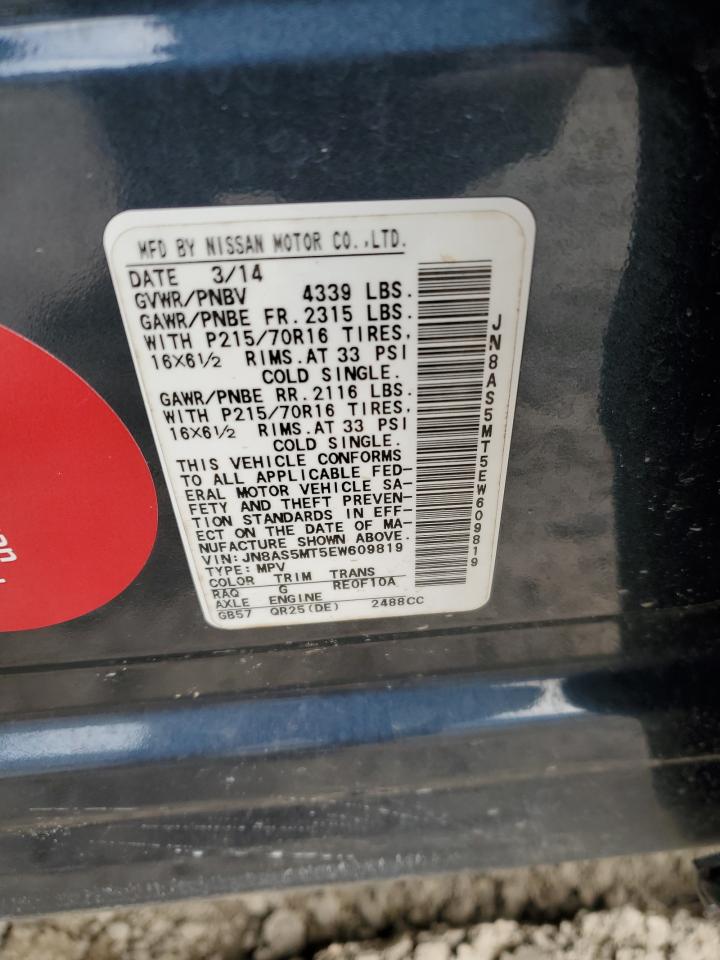 MFD BY NISSAN MOTOR CO.,LTD.
DATE 3/14
GVWR/PNBV 4339 LBS.
GAWR/PNBE FR. 2315 LBS.
WITH P215/70R16 TIRES,
16X6½ RIMS.AT 33 PSI
COLD SINGLE.
GAWR/PNBE RR. 2116 LBS.
WITH P215/70R16 TIRES,
16X6½ RIMS.AT 33 PSI
COLD SINGLE.
THIS VEHICLE CONFORMS
TO ALL APPLICABLE FED-
ERAL MOTOR VEHICLE SA-
FETY AND THEFT PREVEN-
TION STANDARDS IN EFF-
ECT ON THE DATE OF MA-
NUFACTURE SHOWN ABOVE.
VIN: JN8AS5MT5EW609819
TYPE: MPV
COLOR TRIM TRANS
RAQ G RE0F10A
AXLE ENGINE
GB57 QR25(DE) 2488CC
JN8AS5MT5EW609819